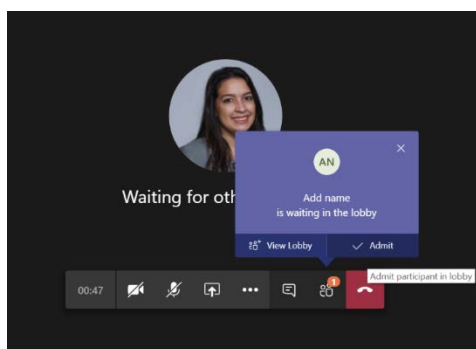 AN
Waiting for oth
Add name
is waiting in the lobby
View Lobby
Admit
Admit participant in lobby
00:47
1